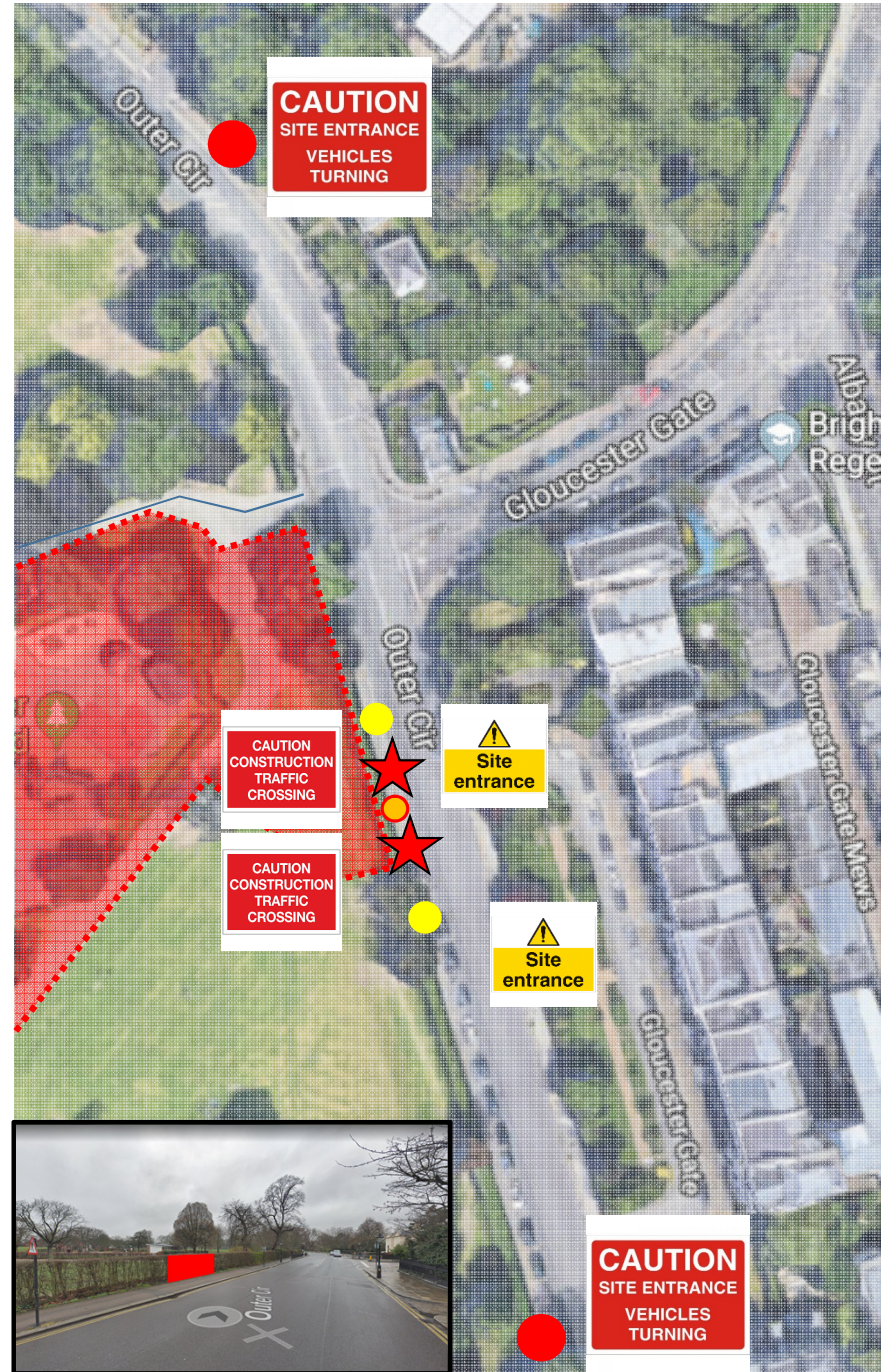 CAUTION
SITE ENTRANCE
VEHICLES
TURNING
Outer Cir
Gloucester Gate
Brigh
Rege
Alba
Outer Cir
Gloucester Gate Mews
CAUTION
CONSTRUCTION
TRAFFIC
CROSSING
Site
entrance
CAUTION
CONSTRUCTION
TRAFFIC
CROSSING
Site
entrance
Gloucester Gate
Outer Cir
CAUTION
SITE ENTRANCE
VEHICLES
TURNING